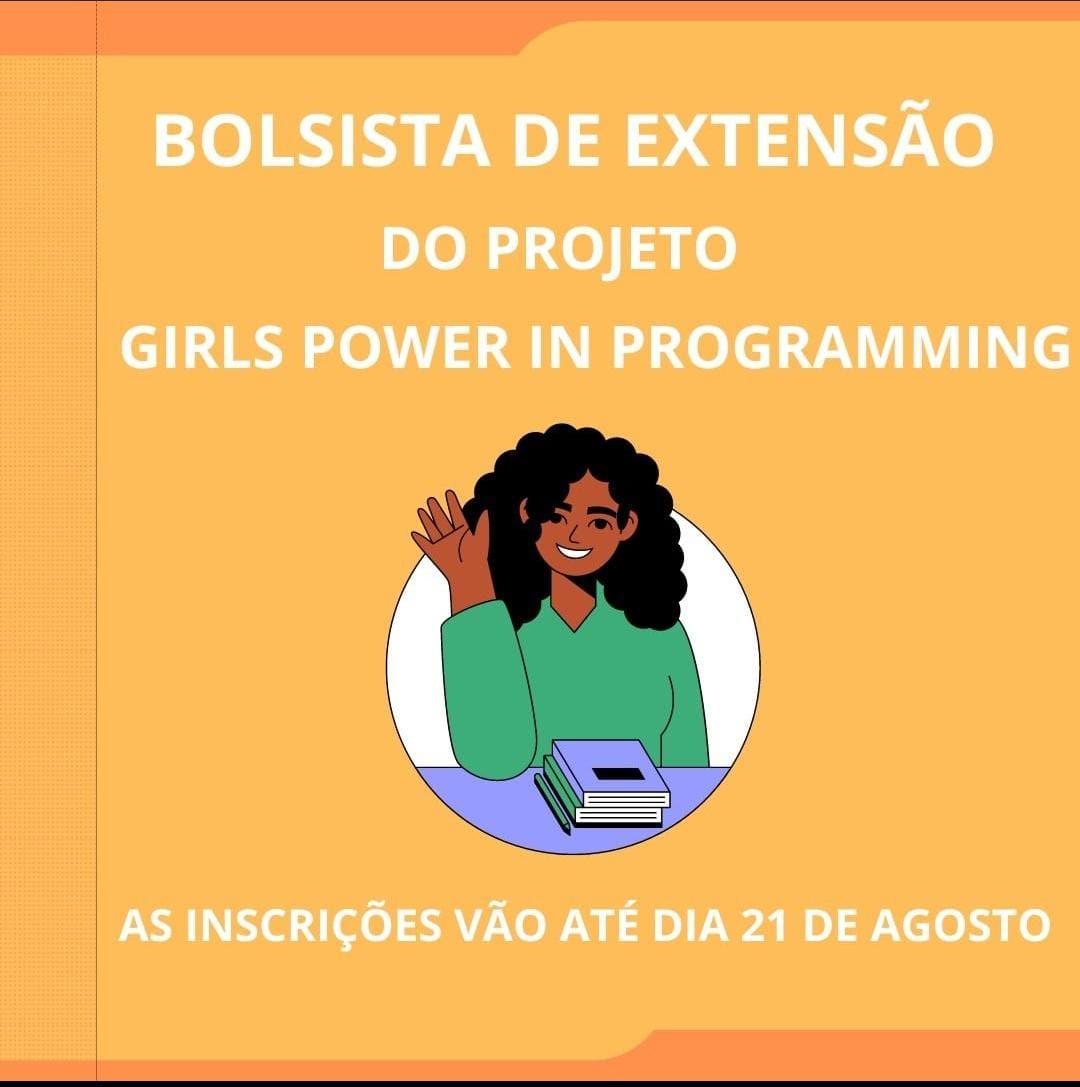 BOLSISTA DE EXTENSÃO
DO PROJETO
GIRLS POWER IN PROGRAMMING
AS INSCRIÇÕES VÃO ATÉ DIA 21 DE AGOSTO